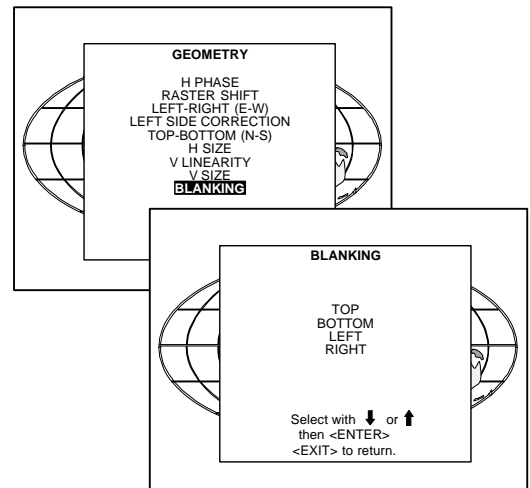 GEOMETRY
H PHASE
RASTER SHIFT
LEFT-RIGHT (E-W)
LEFT SIDE CORRECTION
TOP-BOTTOM (N-S)
H SIZE
V LINEARITY
V SIZE
BLANKING
BLANKING
TOP
BOTTOM
LEFT
RIGHT
Select with ⬇ or ⬆
then <ENTER>
<EXIT> to return.